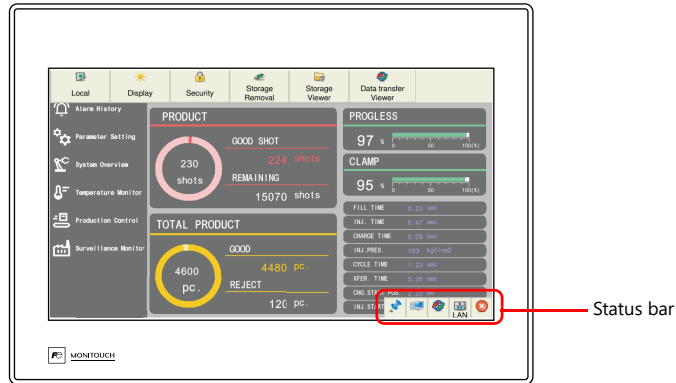 Local
Display
Security
Storage
Removal
Storage
Viewer
Data transfer
Viewer
Alarm History
Parameter Setting
System Overview
Temperature Monitor
Production Control
Surveillance Monitor
PRODUCT
230
shots
GOOD SHOT
224 shots
REMAINING
15070 shots
TOTAL PRODUCT
4600
pc.
GOOD
4480 pc.
REJECT
120 pc.
PROGLESS
97 %
0 50 100(%)
CLAMP
95 %
0 50 100(%)
FILL TIME 0.23 sec
INJ. TIME 0.47 sec
CHARGE TIME 0.09 sec
INJ.PRES. 153 kgf/cm2
CYCLE TIME 1.23 sec
XFER. TIME 5.35 sec
CHG.START POS
INJ.START
LAN
Status bar
Fe MONITOUCH